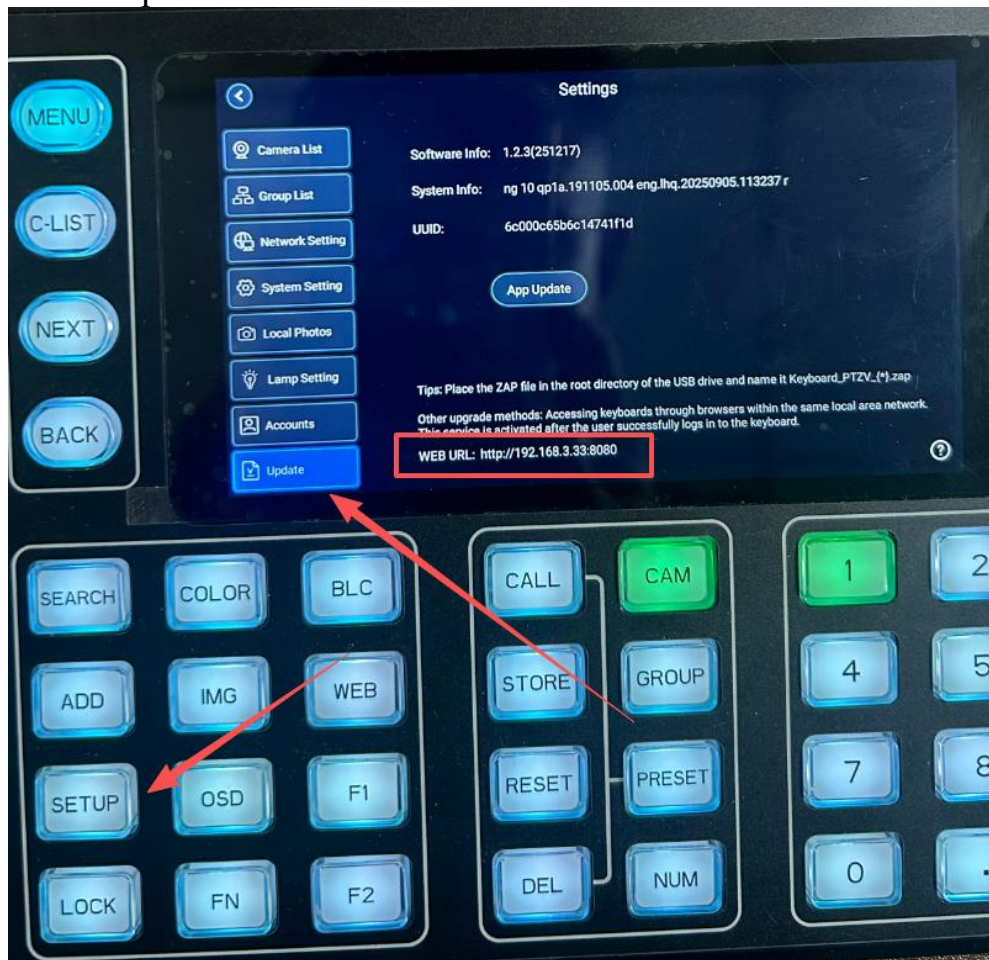 Settings
MENU
C-LIST
NEXT
BACK
Camera List
Group List
Network Setting
System Setting
Local Photos
Lamp Setting
Accounts
Update
Software Info: 1.2.3(251217)
System Info: ng 10 qp1a.191105.004 eng.lhq.20250905.113237 r
UUID: 6c000c65b6c14741f1d
App Update
Tips: Place the ZAP file in the root directory of the USB drive and name it Keyboard_PTZV_{*}.zap
Other upgrade methods: Accessing keyboards through browsers within the same local area network.
This service is activated after the user successfully logs in to the keyboard.
WEB URL: http://192.168.3.33:8080
?
SEARCH COLOR BLC
ADD IMG WEB
SETUP OSD F1
LOCK FN F2
CALL CAM
STORE GROUP
RESET PRESET
DEL NUM
1 2
4 5
7 8
0 .